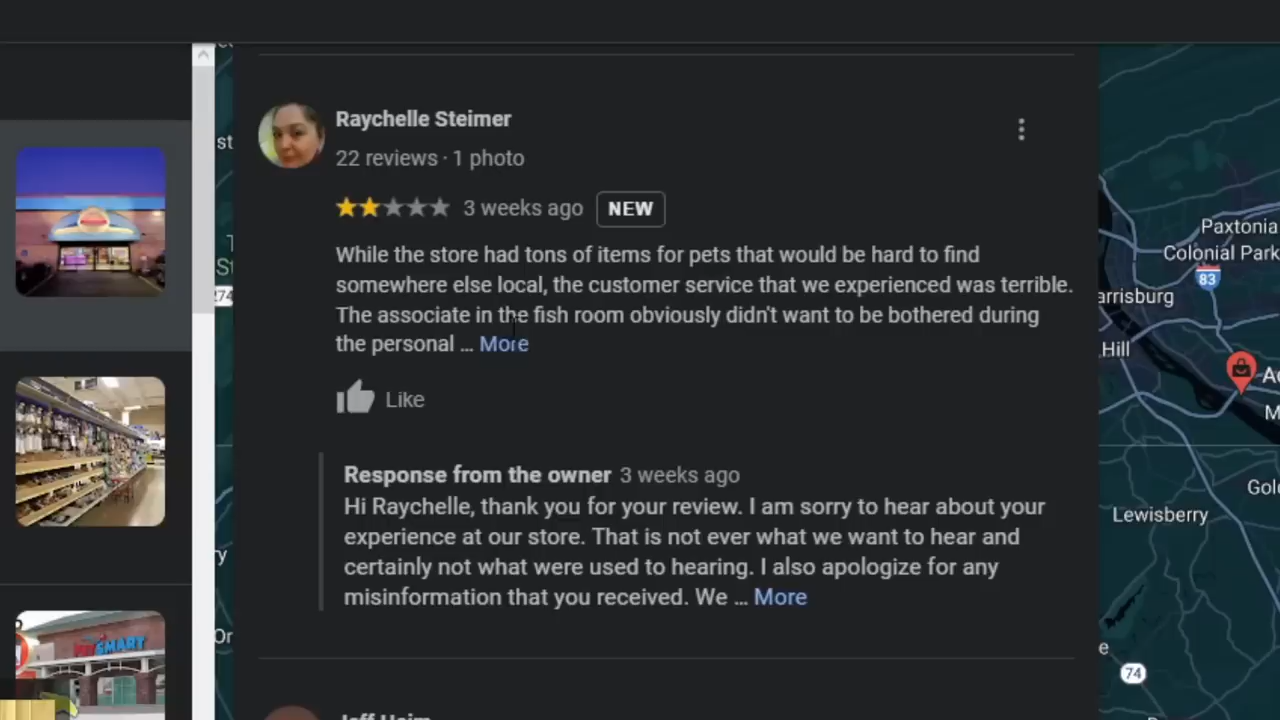 Raychelle Steimer
22 reviews · 1 photo
3 weeks ago NEW
While the store had tons of items for pets that would be hard to find
somewhere else local, the customer service that we experienced was terrible.
The associate in the fish room obviously didn't want to be bothered during
the personal ... More
Like
Response from the owner 3 weeks ago
Hi Raychelle, thank you for your review. I am sorry to hear about your
experience at our store. That is not ever what we want to hear and
certainly not what were used to hearing. I also apologize for any
misinformation that you received. We ... More
Paxtonia
Colonial Park
83
arrisburg
Hill
Lewisberry
74